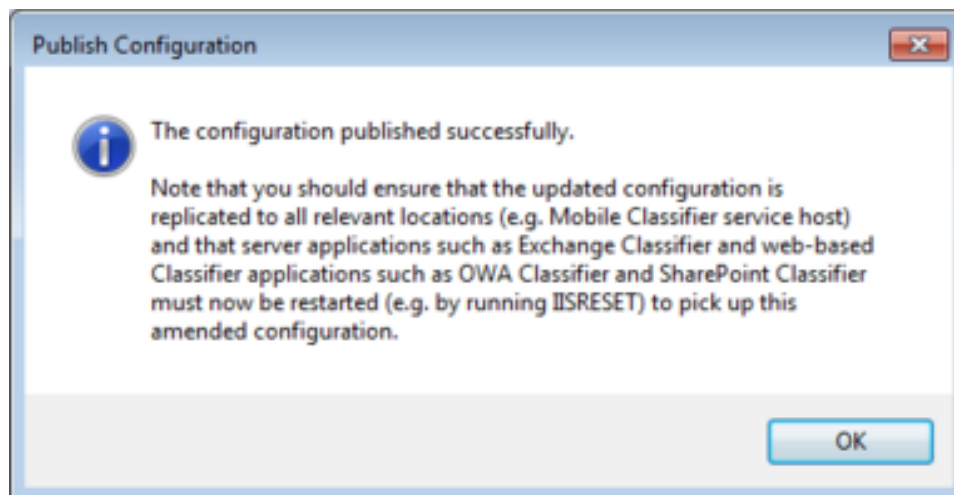 Publish Configuration
The configuration published successfully.
Note that you should ensure that the updated configuration is
replicated to all relevant locations (e.g. Mobile Classifier service host)
and that server applications such as Exchange Classifier and web-based
Classifier applications such as OWA Classifier and SharePoint Classifier
must now be restarted (e.g. by running IISRESET) to pick up this
amended configuration.
OK